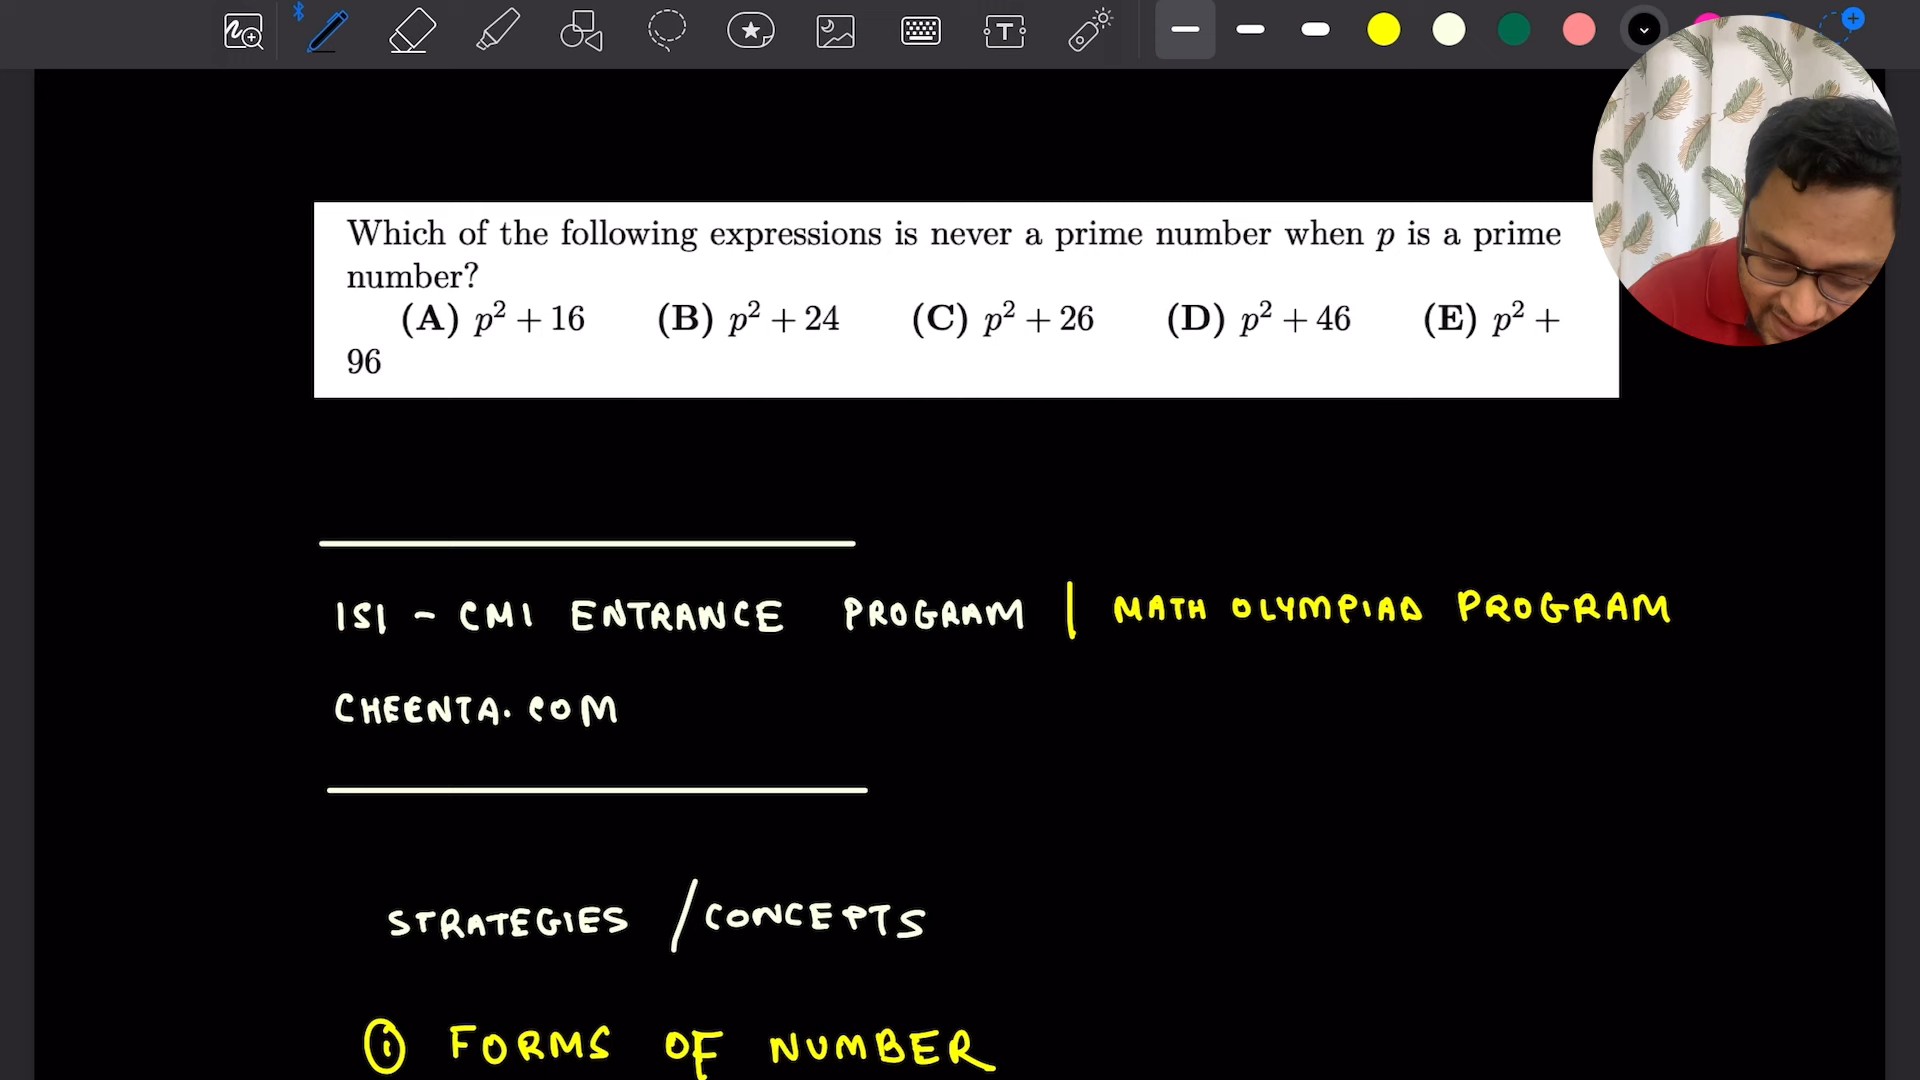 Which of the following expressions is never a prime number when p is a prime
number?
(A) p² + 16 (B) p² + 24 (C) p² + 26 (D) p² + 46 (E) p² +
96
ISI - CMI ENTRANCE PROGRAM | MATH OLYMPIAD PROGRAM
CHEENTA.COM
STRATEGIES / CONCEPTS
① FORMS OF NUMBER